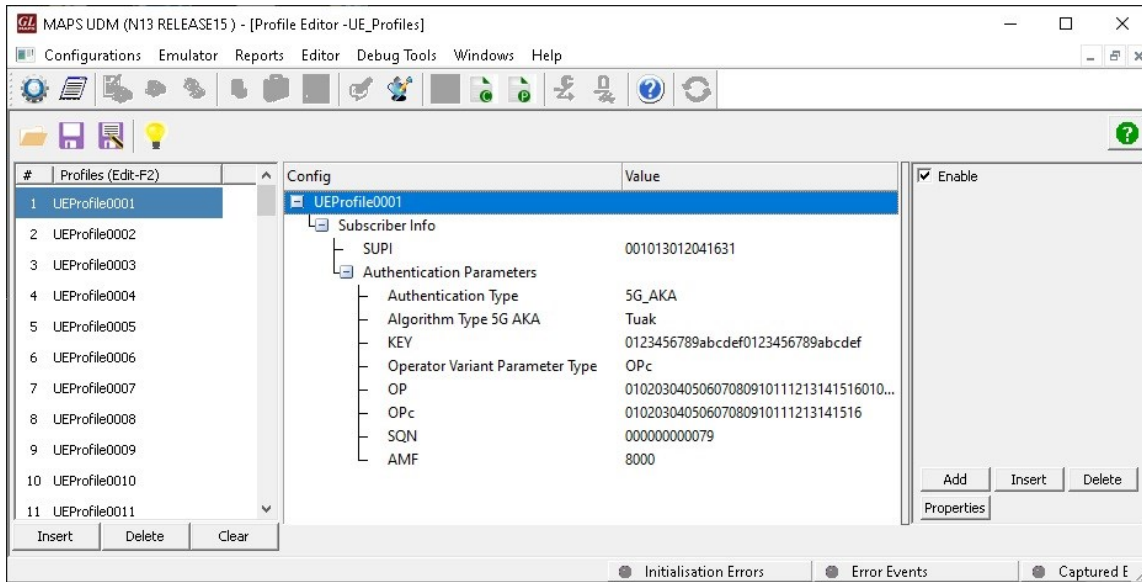 GL MAPS
MAPS UDM (N13 RELEASE15 ) - [Profile Editor -UE_Profiles]
Configurations Emulator Reports Editor Debug Tools Windows Help
C P
# Profiles (Edit-F2)
1 UEProfile0001
2 UEProfile0002
3 UEProfile0003
4 UEProfile0004
5 UEProfile0005
6 UEProfile0006
7 UEProfile0007
8 UEProfile0008
9 UEProfile0009
10 UEProfile0010
11 UEProfile0011
Insert Delete Clear
Config Value
UEProfile0001
Subscriber Info
SUPI 001013012041631
Authentication Parameters
Authentication Type 5G_AKA
Algorithm Type 5G AKA Tuak
KEY 0123456789abcdef0123456789abcdef
Operator Variant Parameter Type OPc
OP 01020304050607080910111213141516010...
OPc 01020304050607080910111213141516
SQN 000000000079
AMF 8000
Enable
Add Insert Delete
Properties
Initialisation Errors Error Events Captured E